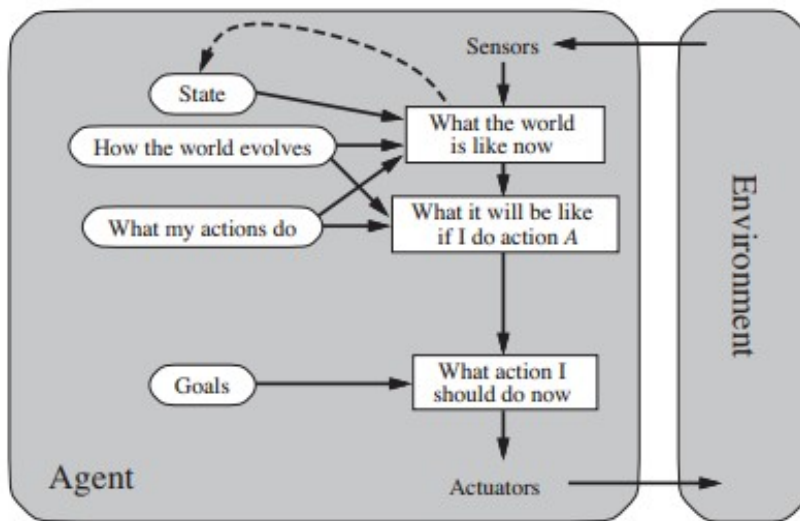 Sensors
State
What the world
is like now
How the world evolves
What it will be like
if I do action A
What my actions do
Environment
What action I
should do now
Goals
Agent
Actuators